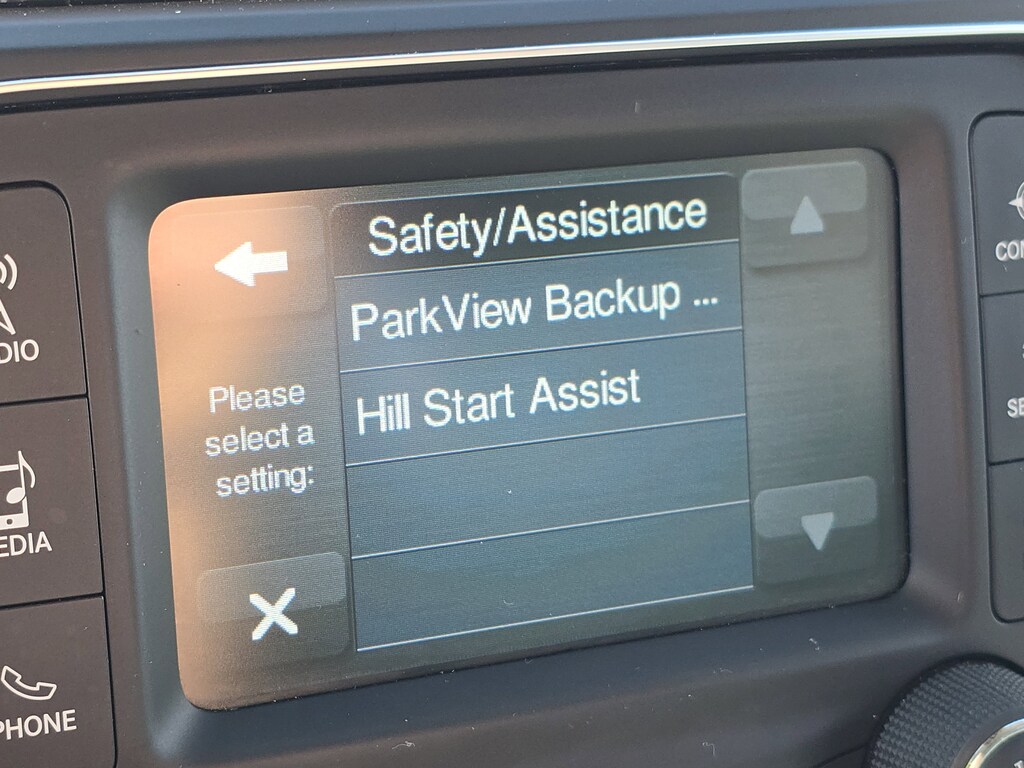 Safety/Assistance
ParkView Backup ...
Hill Start Assist
Please
select a
setting:
DIO
EDIA
PHONE
CO
SE